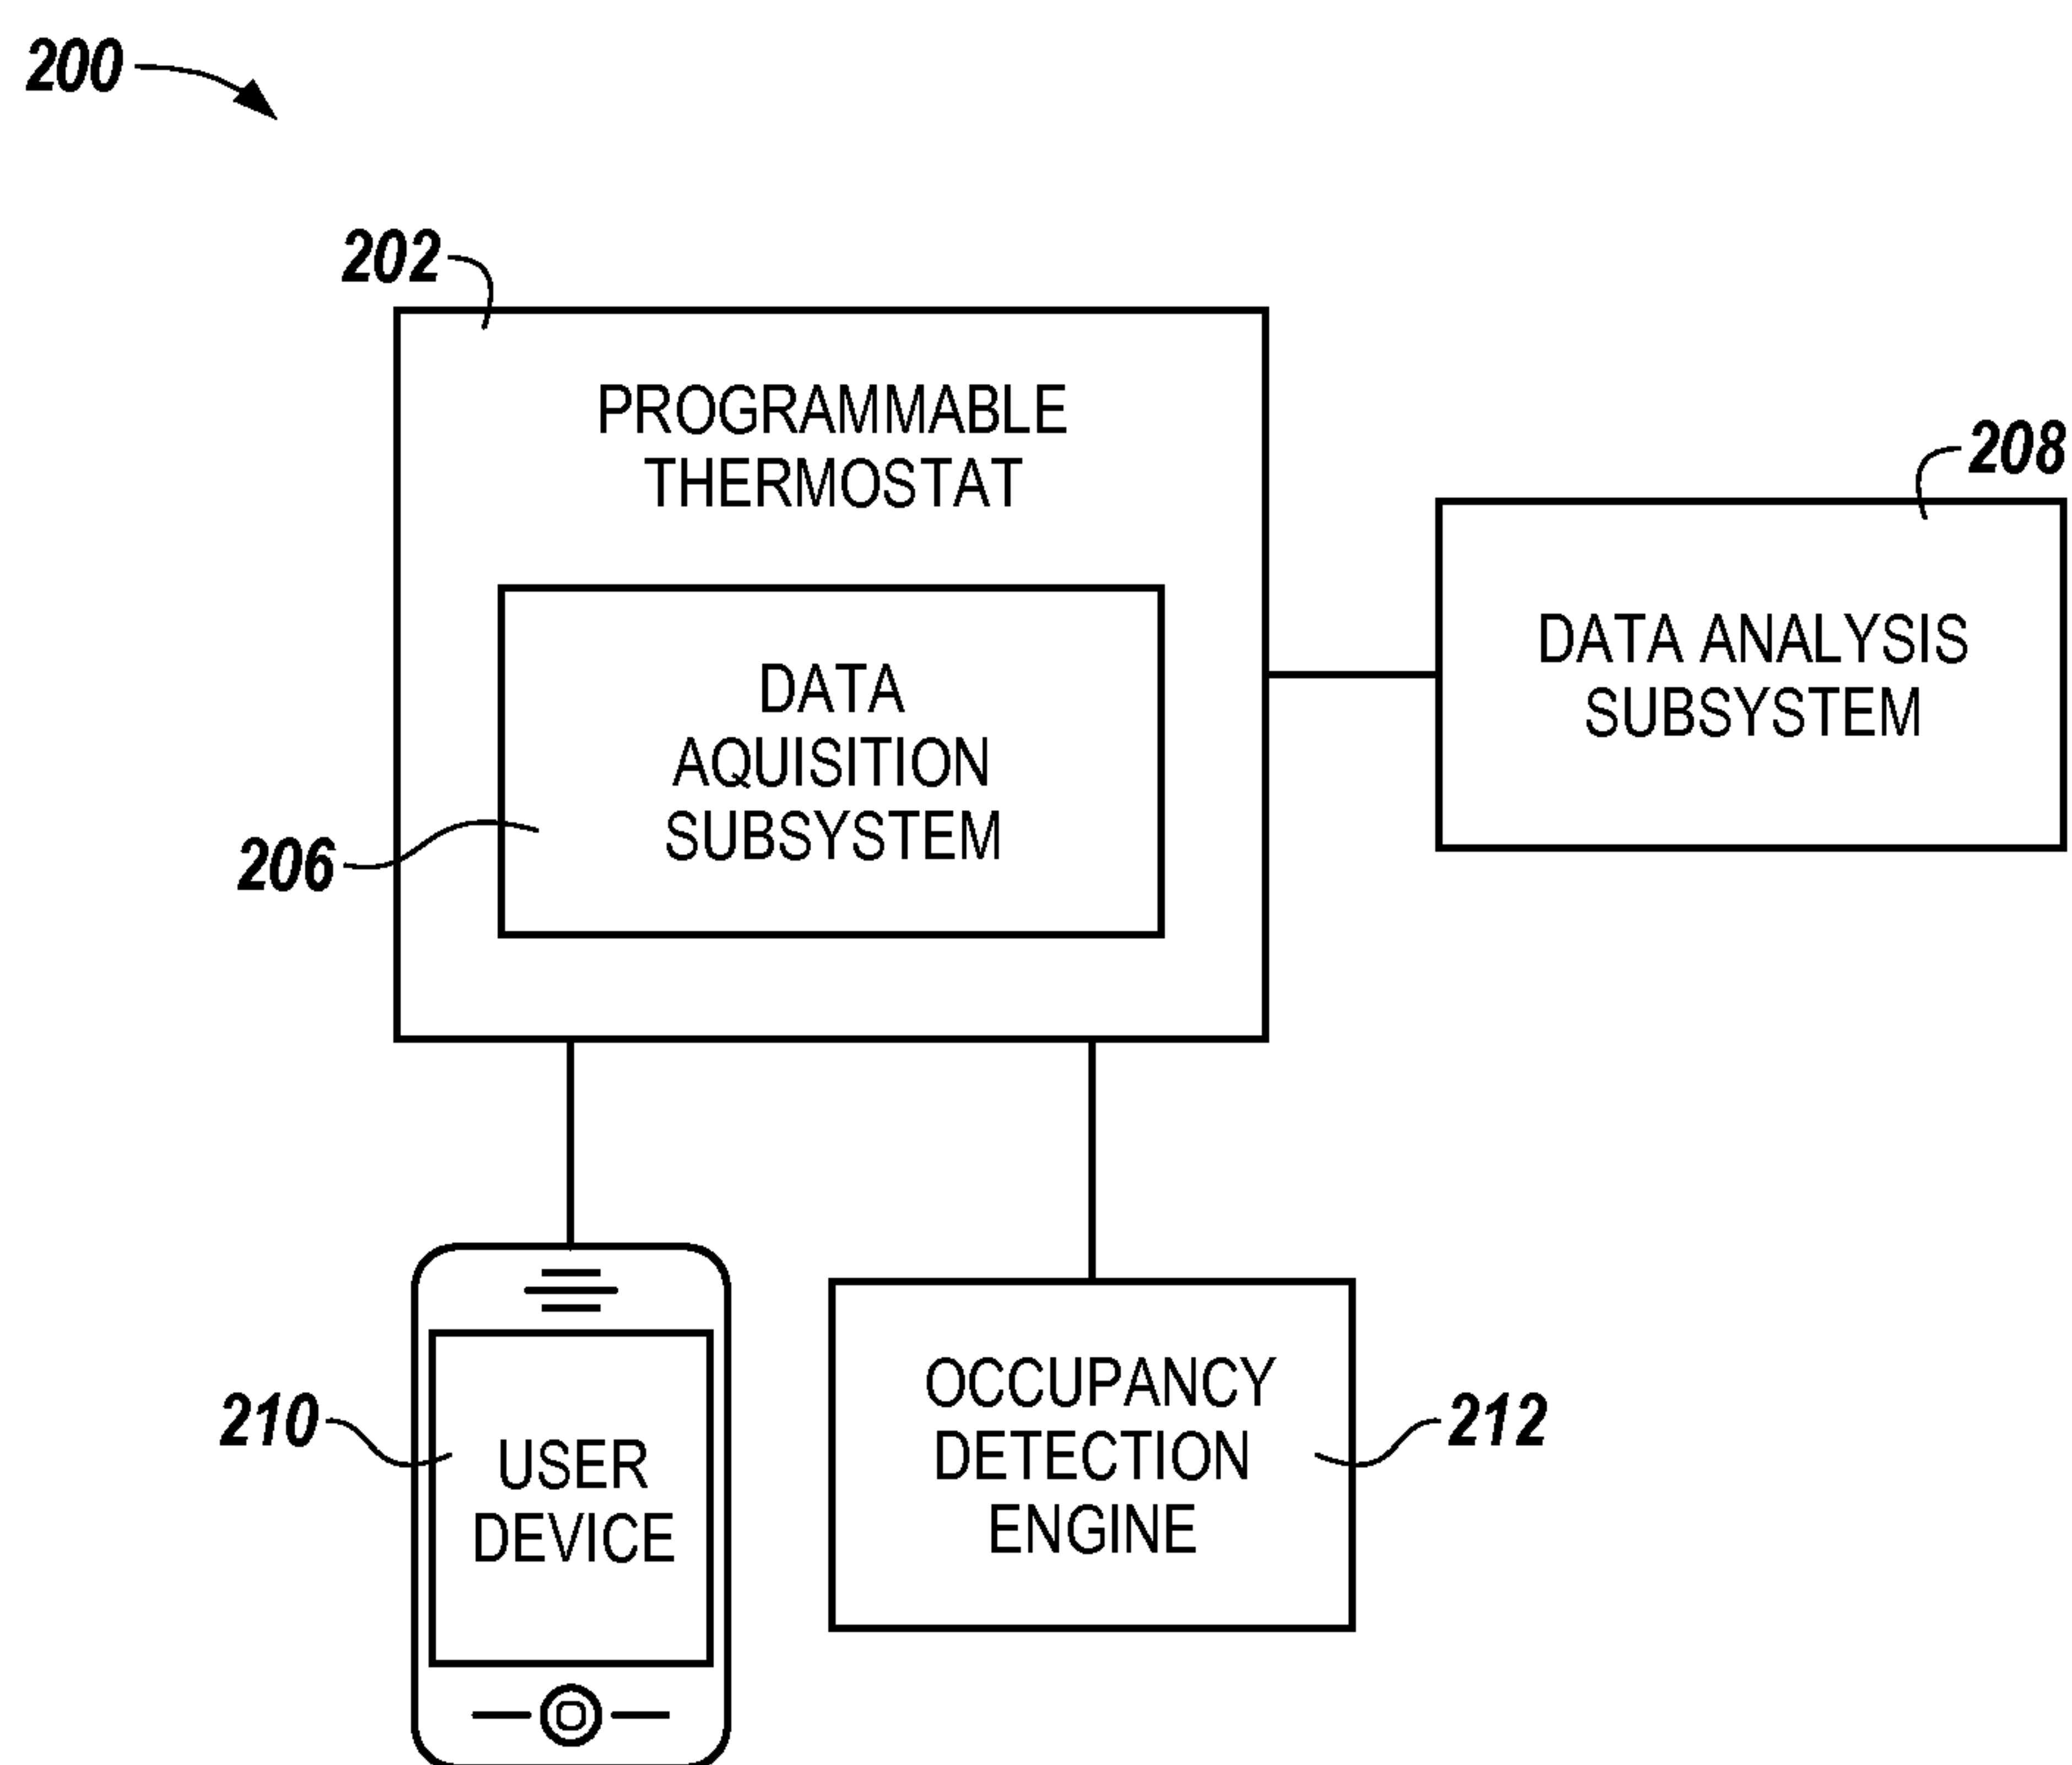 200
202
PROGRAMMABLE
THERMOSTAT
208
DATA ANALYSIS
SUBSYSTEM
DATA
AQUISITION
SUBSYSTEM
206
210
USER
DEVICE
OCCUPANCY
DETECTION
ENGINE
212